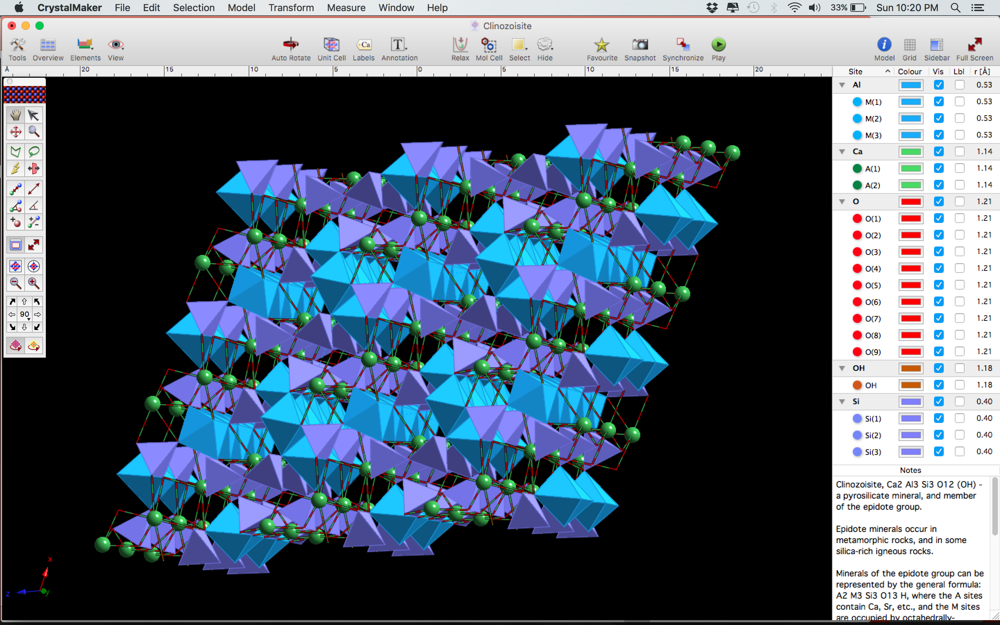 CrystalMaker File Edit Selection Model Transform Measure Window Help 33% Sun 10:20 PM
Clinozoisite
Tools Overview Elements View Auto Rotate Unit Cell Labels Annotation Relax Mol Cell Select Hide Favourite Snapshot Synchronize Play Model Grid Sidebar Full Screen
Ca T i
Å 20 15 10 5 0 5 10 15 20
Site Colour Vis Lbl r [Å]
Al 0.53
M(1) 0.53
M(2) 0.53
M(3) 0.53
Ca 1.14
A(1) 1.14
A(2) 1.14
O 1.21
O(1) 1.21
O(2) 1.21
O(3) 1.21
O(4) 1.21
O(5) 1.21
O(6) 1.21
O(7) 1.21
O(8) 1.21
O(9) 1.21
OH 1.18
OH 1.18
Si 0.40
Si(1) 0.40
Si(2) 0.40
Si(3) 0.40
90
x
y
z
Notes
Clinozoisite, Ca2 Al3 Si3 O12 (OH) -
a pyrosilicate mineral, and member
of the epidote group.
Epidote minerals occur in
metamorphic rocks, and in some
silica-rich igneous rocks.
Minerals of the epidote group can be
represented by the general formula:
A2 M3 Si3 O13 H, where the A sites
contain Ca, Sr, etc., and the M sites
are occupied by octahedrally-